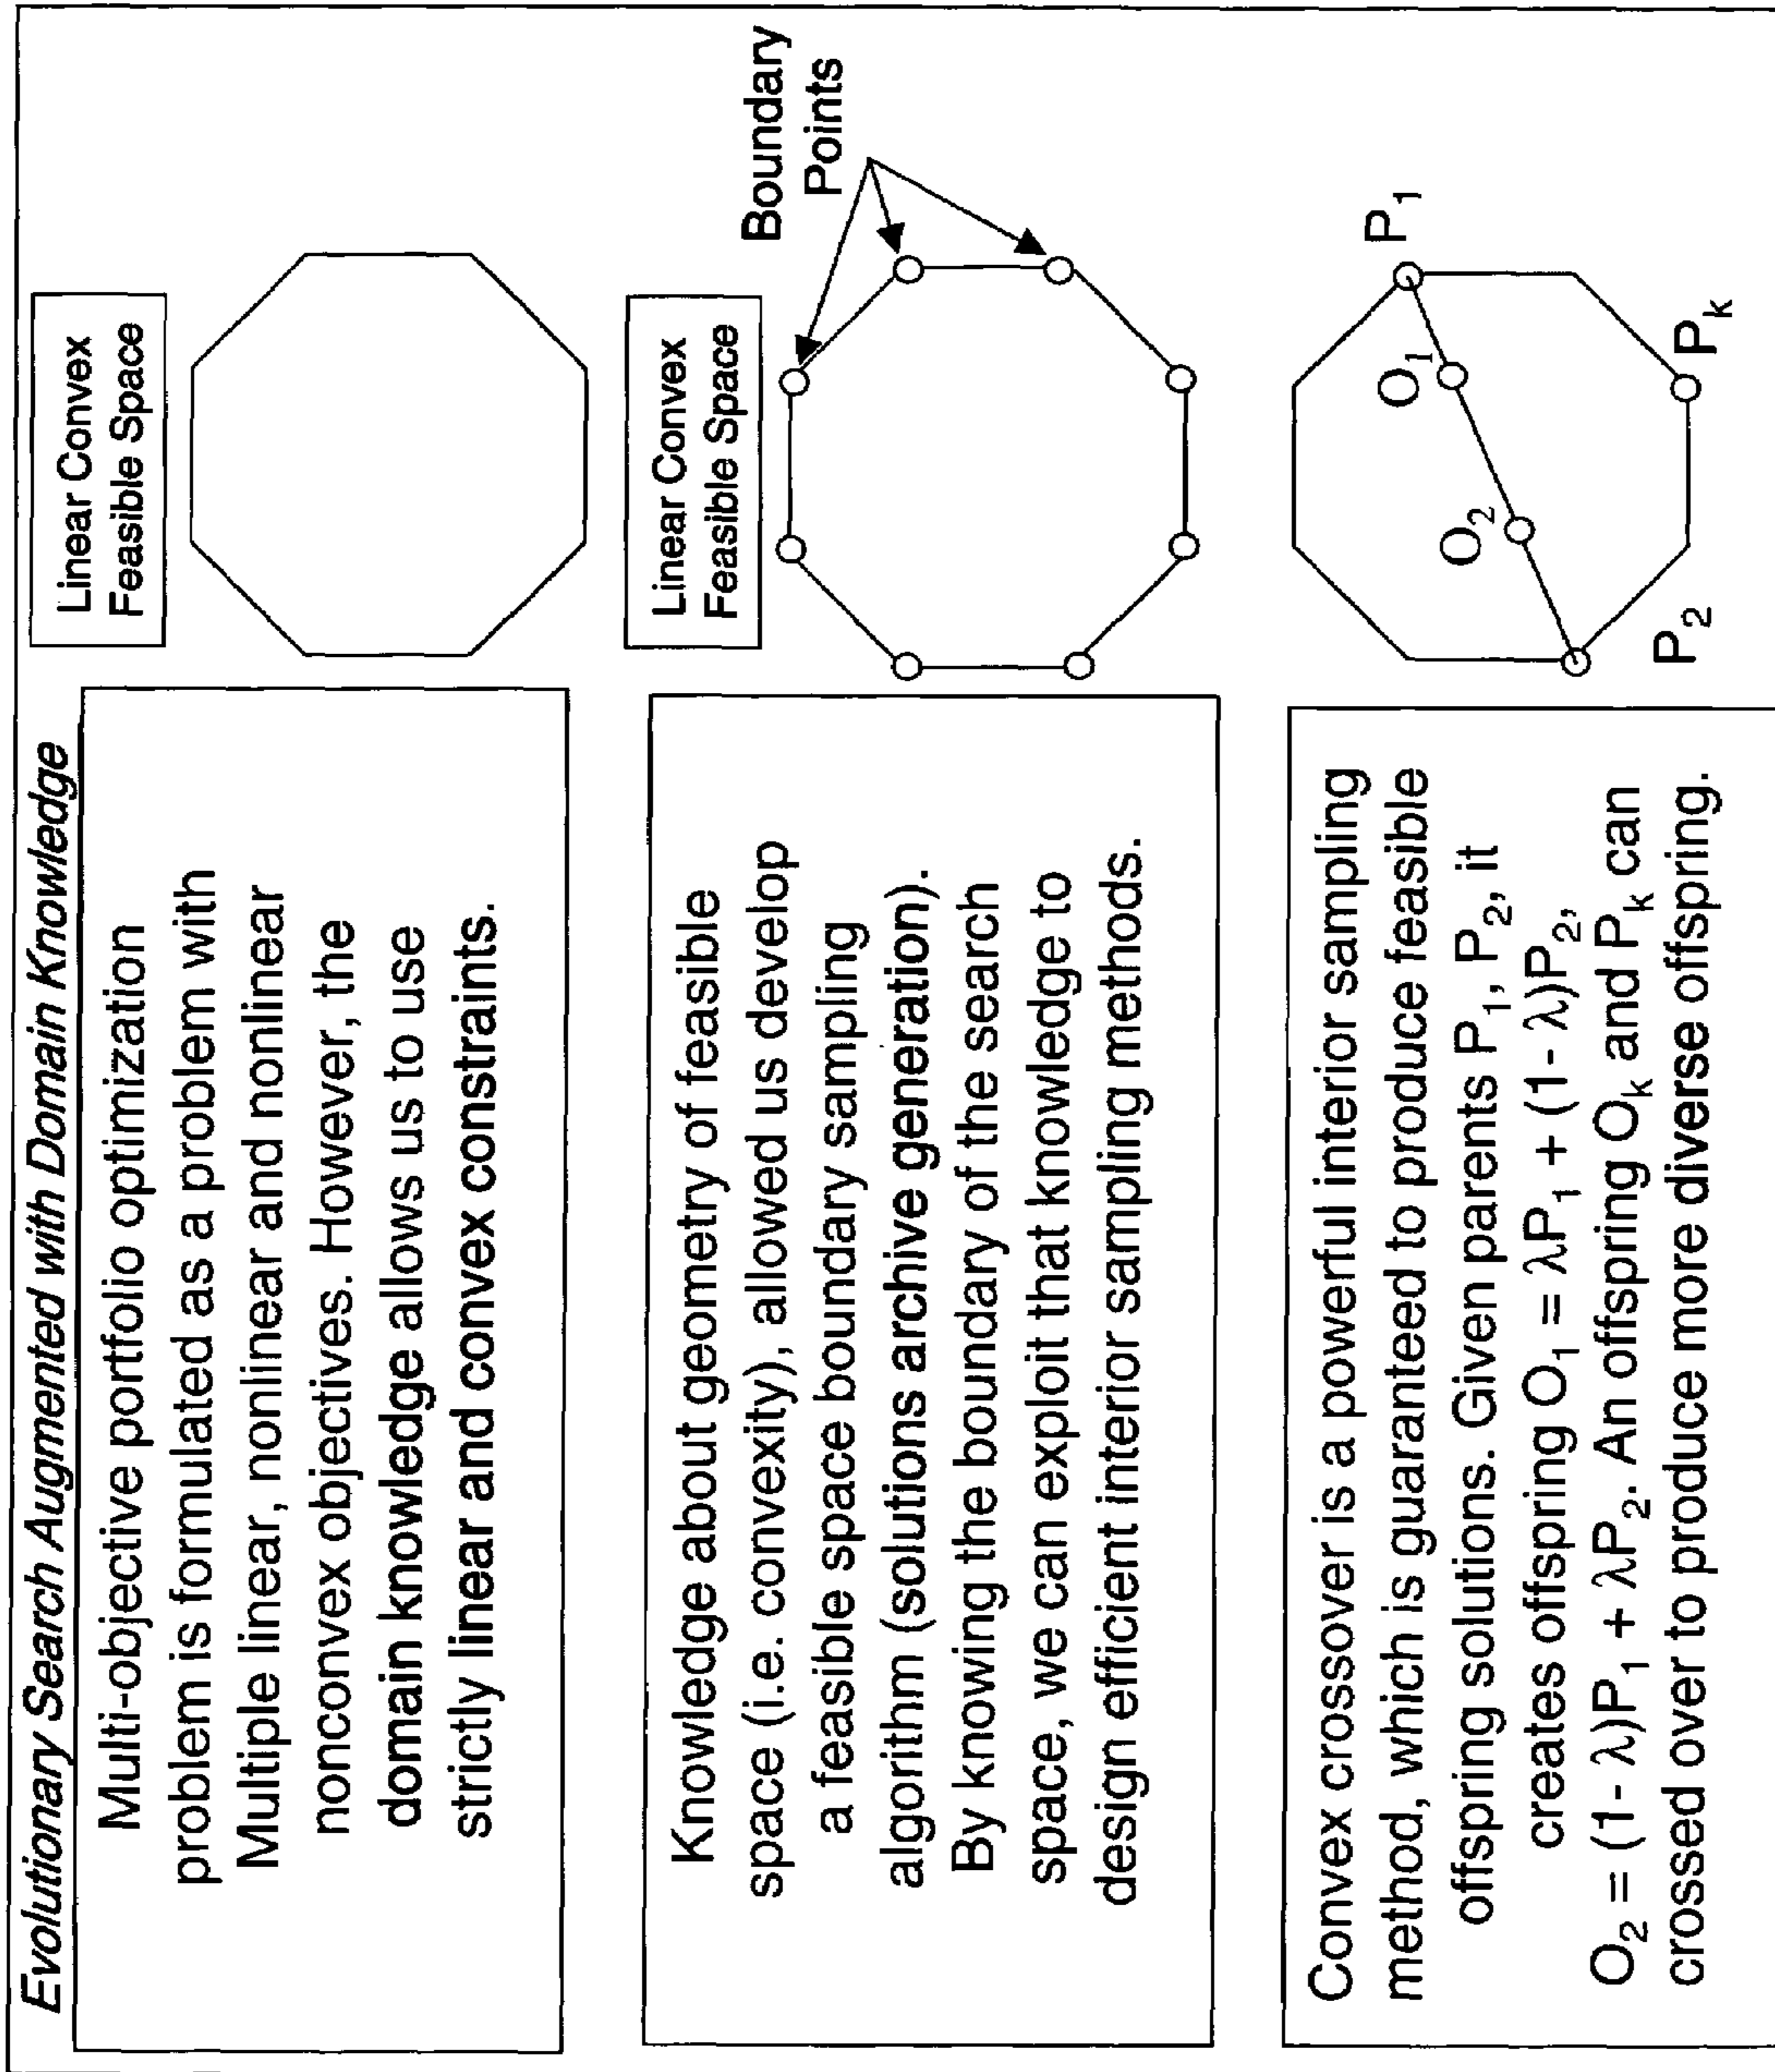 Evolutionary Search Augmented with Domain Knowledge
Multi-objective portfolio optimization
problem is formulated as a problem with
Multiple linear, nonlinear and nonlinear
nonconvex objectives. However, the
domain knowledge allows us to use
strictly linear and convex constraints.
Linear Convex
Feasible Space
Knowledge about geometry of feasible
space (i.e. convexity), allowed us develop
a feasible space boundary sampling
algorithm (solutions archive generation).
By knowing the boundary of the search
space, we can exploit that knowledge to
design efficient interior sampling methods.
Linear Convex
Feasible Space
Boundary
Points
Convex crossover is a powerful interior sampling
method, which is guaranteed to produce feasible
offspring solutions. Given parents P₁, P₂, it
creates offspring O₁ = λP₁ + (1- λ)P₂,
O₂ = (1- λ)P₁ + λP₂. An offspring Oₖ and Pₖ can
crossed over to produce more diverse offspring.
P₁
O₁
O₂
P₂
Pₖ